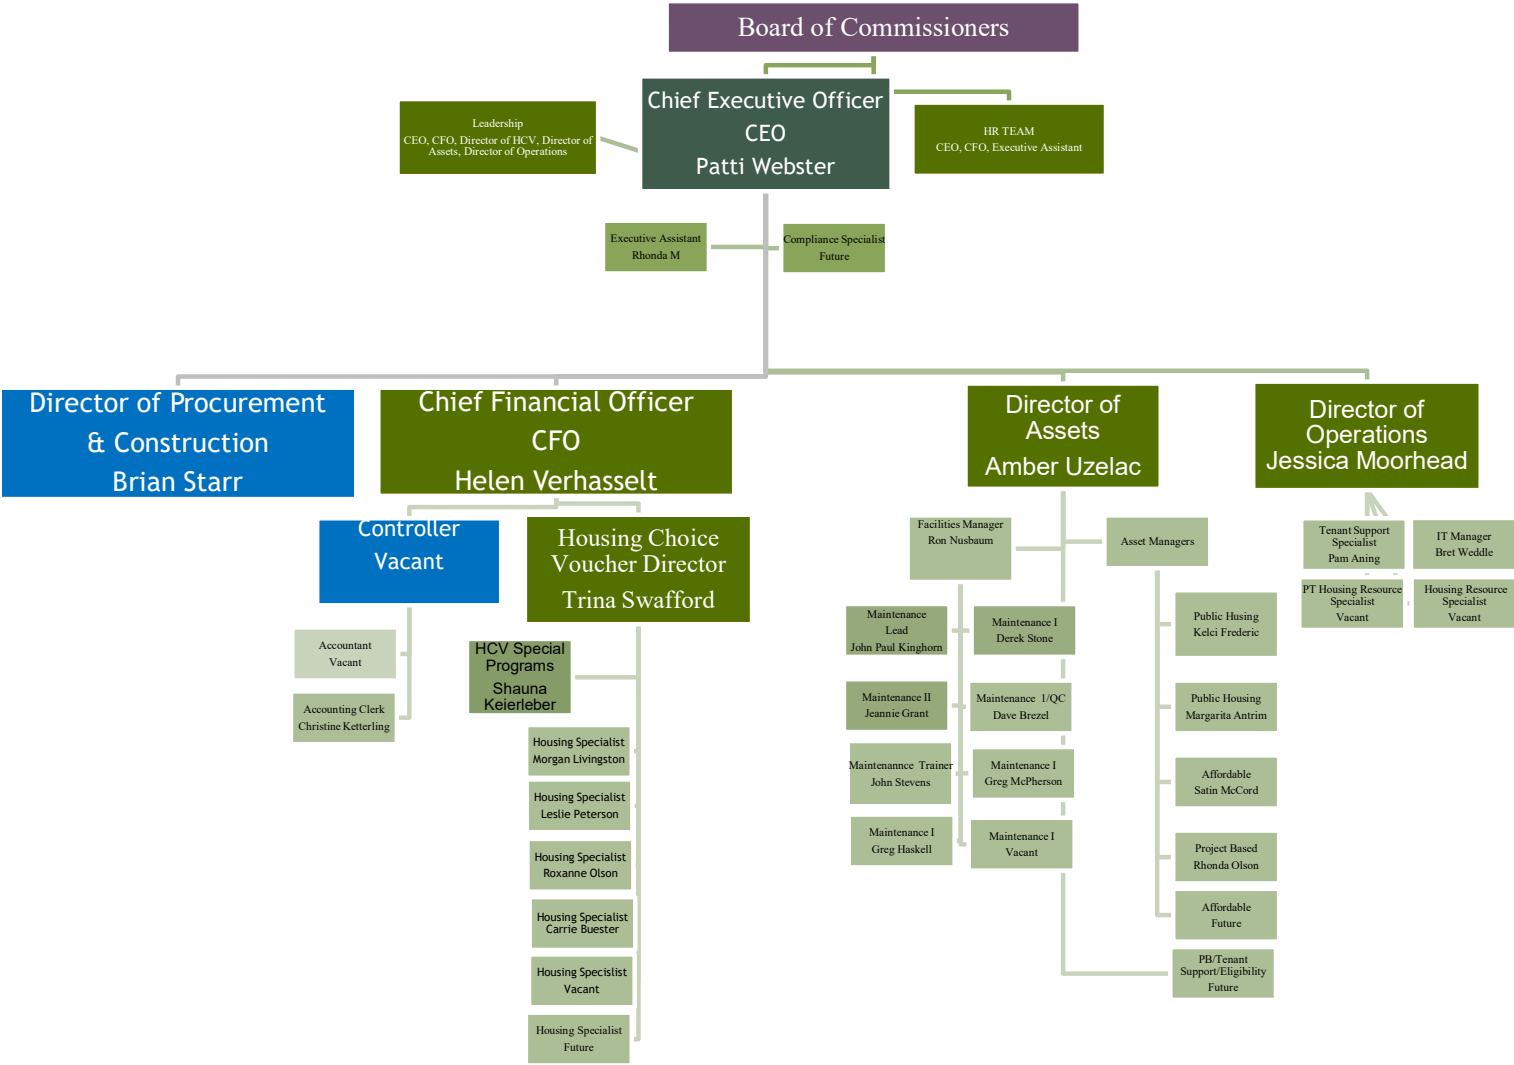 Board of Commissioners
Chief Executive Officer
CEO
Patti Webster
Leadership
CEO, CFO, Director of HCV, Director of
Assets, Director of Operations
HR TEAM
CEO, CFO, Executive Assistant
Executive Assistant
Rhonda M
Compliance Specialist
Future
Director of Procurement
& Construction
Brian Starr
Chief Financial Officer
CFO
Helen Verhasselt
Director of
Assets
Amber Uzelac
Director of
Operations
Jessica Moorhead
Controller
Vacant
Housing Choice
Voucher Director
Trina Swafford
Accountant
Vacant
Accounting Clerk
Christine Ketterling
HCV Special
Programs
Shauna
Keierleber
Housing Specialist
Morgan Livingston
Housing Specialist
Leslie Peterson
Housing Specialist
Roxanne Olson
Housing Specialist
Carrie Buester
Housing Specislist
Vacant
Housing Specialist
Future
Facilities Manager
Ron Nusbaum
Asset Managers
Maintenance
Lead
John Paul Kinghorn
Maintenance I
Derek Stone
Maintenance II
Jeannie Grant
Maintenance 1/QC
Dave Brezel
Maintenannce Trainer
John Stevens
Maintenance I
Greg McPherson
Maintenance I
Greg Haskell
Maintenance I
Vacant
Public Husing
Kelci Frederic
Public Housing
Margarita Antrim
Affordable
Satin McCord
Project Based
Rhonda Olson
Affordable
Future
PB/Tenant
Support/Eligibility
Future
Tenant Support
Specialist
Pam Aning
IT Manager
Bret Weddle
PT Housing Resource
Specialist
Vacant
Housing Resource
Specialist
Vacant